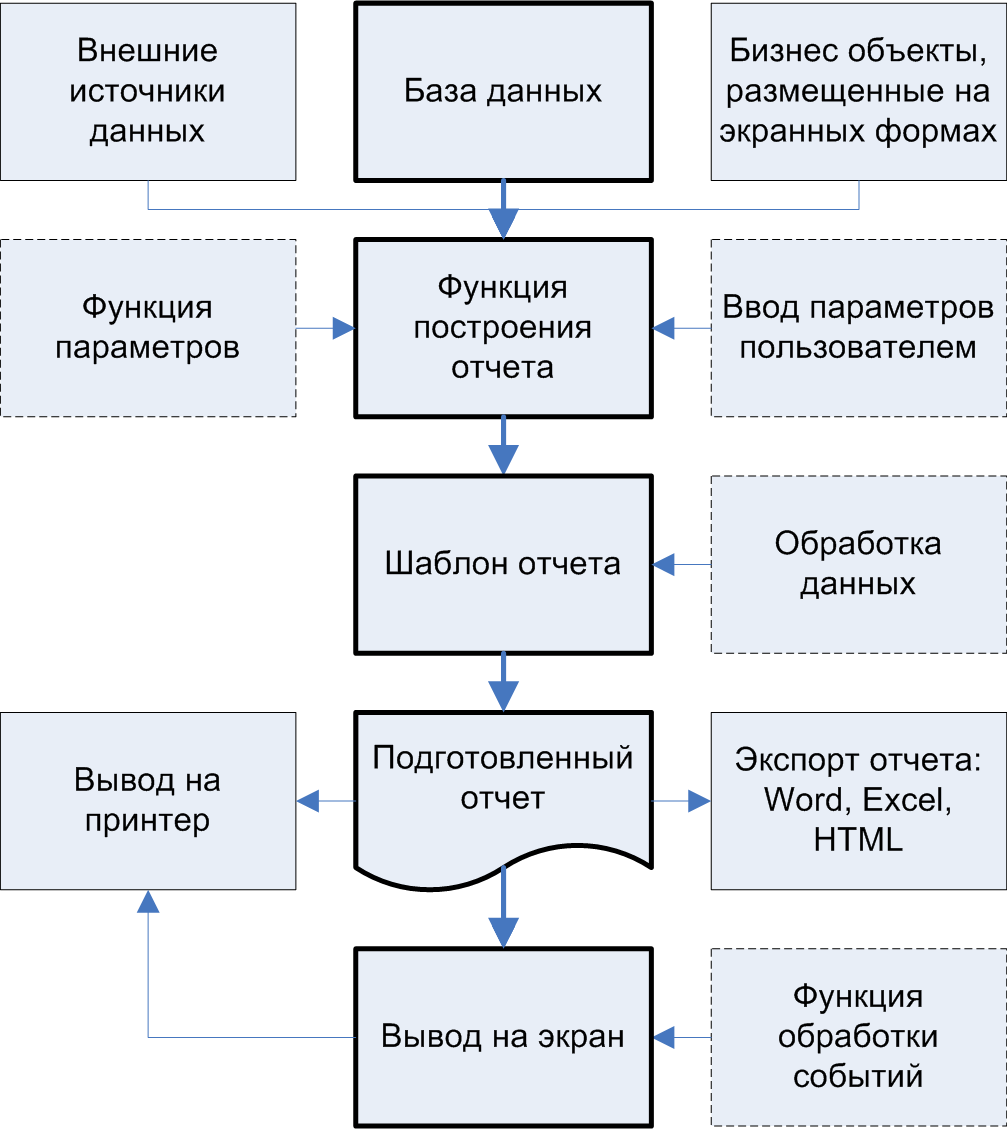 Внешние
источники
данных
База данных
Бизнес объекты,
размещенные на
экранных формах
Функция
параметров
Функция
построения
отчета
Ввод параметров
пользователем
Шаблон отчета
Обработка
данных
Вывод на
принтер
Подготовленный
отчет
Экспорт отчета:
Word, Excel,
HTML
Вывод на экран
Функция
обработки
событий